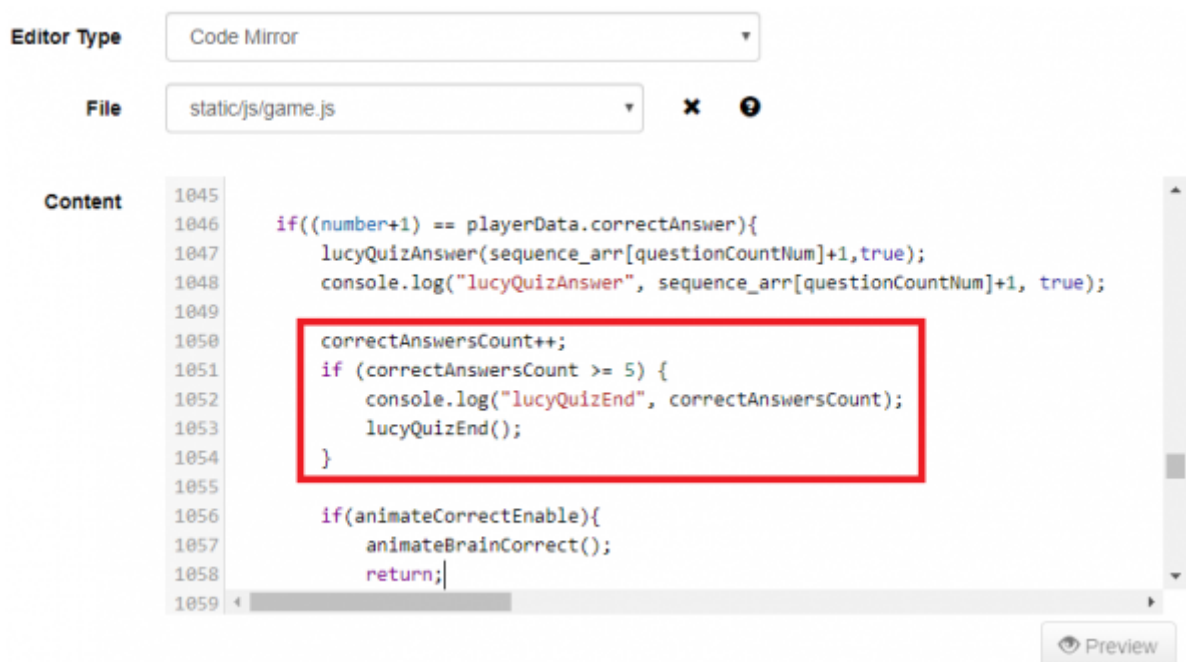 Editor Type Code Mirror
File static/js/game.js
Content
1045
1046 if((number+1) == playerData.correctAnswer){
1047 lucyQuizAnswer(sequence_arr[questionCountNum]+1,true);
1048 console.log("lucyQuizAnswer", sequence_arr[questionCountNum]+1, true);
1049
1050 correctAnswersCount++;
1051 if (correctAnswersCount >= 5) {
1052 console.log("lucyQuizEnd", correctAnswersCount);
1053 lucyQuizEnd();
1054 }
1055
1056 if(animateCorrectEnable){
1057 animateBrainCorrect();
1058 return;
1059
Preview